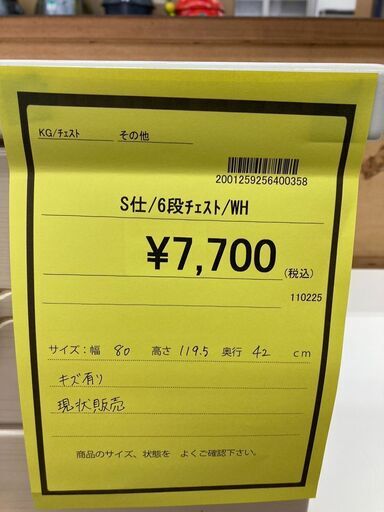 KG/ﾁｪｽﾄ その他
2001259256400358
S仕/6段ﾁｪｽﾄ/WH
¥7,700
(税込)
110225
サイズ:幅 80 高さ 119.5 奥行 42 cm
キズ有り
現状販売
商品のサイズ、状態を よくご確認下さい。